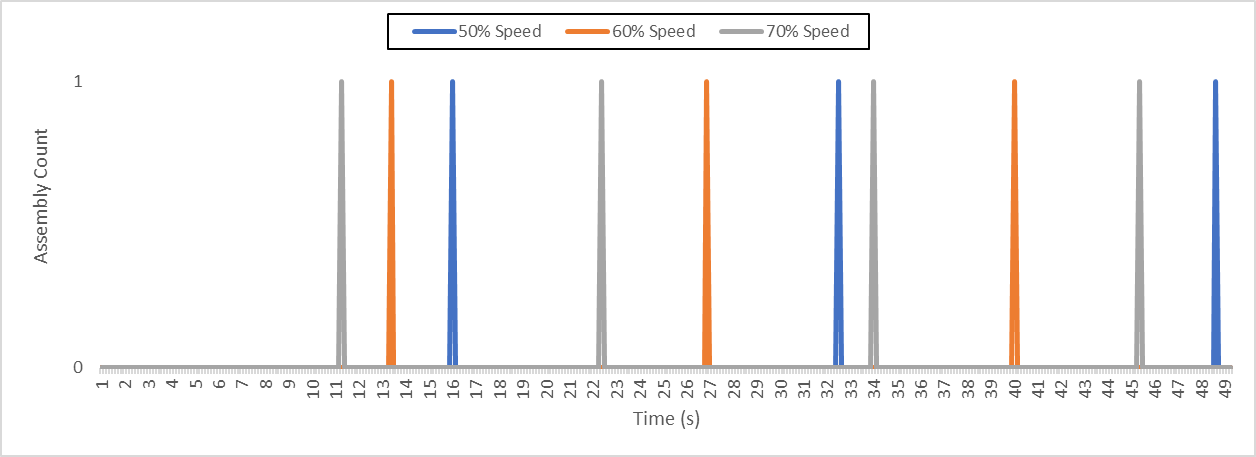 50% Speed 60% Speed 70% Speed
1
Assembly Count
0
1 2 3 4 5 6 7 8 9 10 11 12 13 14 15 16 17 18 19 20 21 22 23 24 25 26 27 28 29 30 31 32 33 34 35 36 37 38 39 40 41 42 43 44 45 46 47 48 49
Time (s)